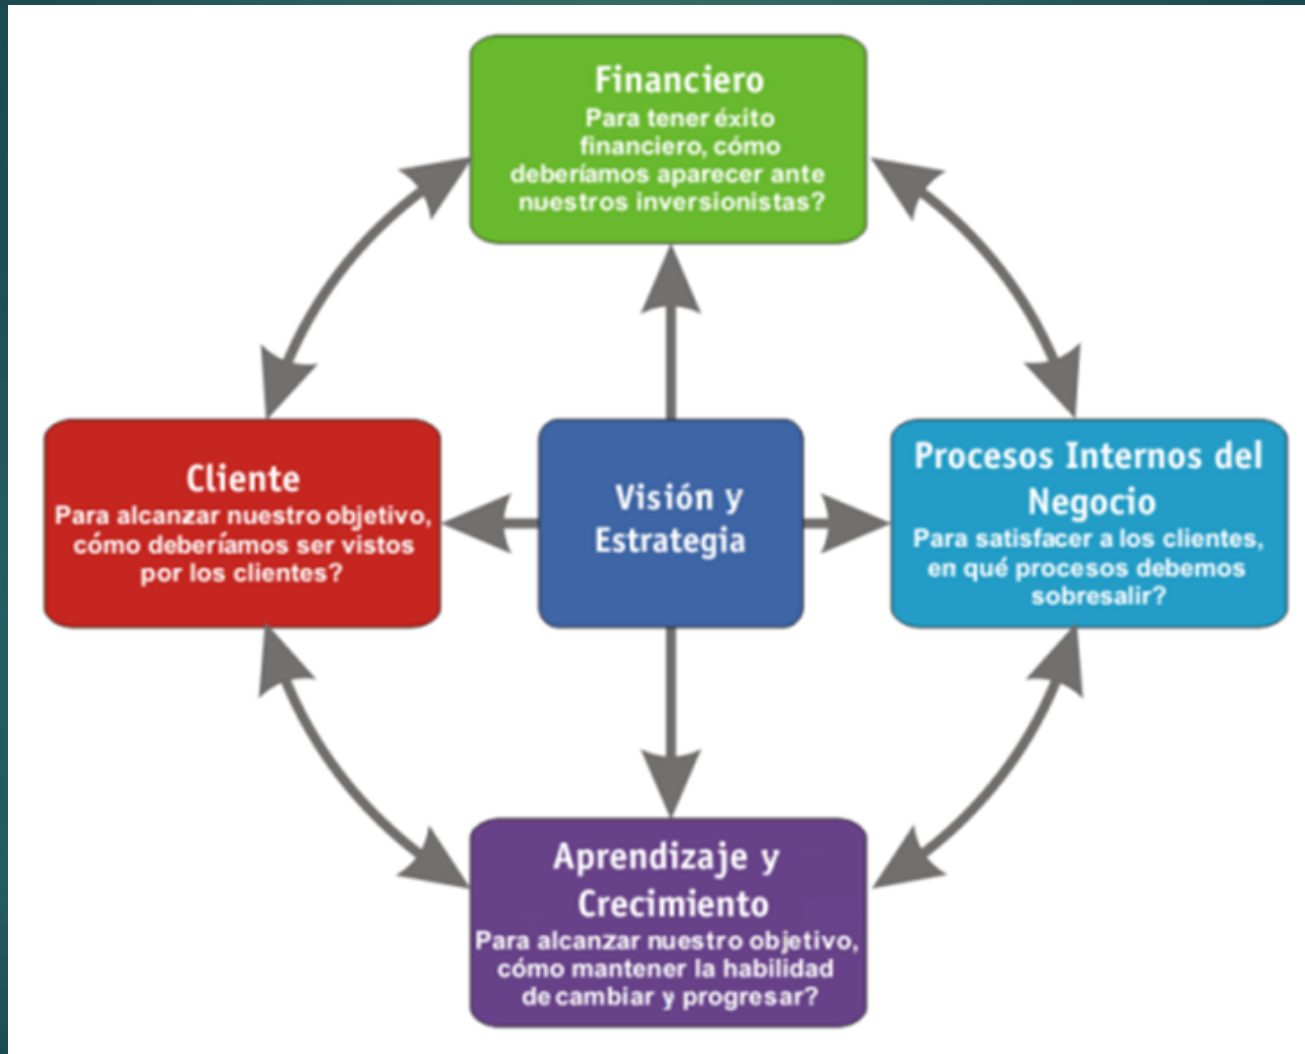 Financiero
Para tener éxito
financiero, cómo
deberíamos aparecer ante
nuestros inversionistas?
Cliente
Para alcanzar nuestro objetivo,
cómo deberíamos ser vistos
por los clientes?
Visión y
Estrategia
Procesos Internos del
Negocio
Para satisfacer a los clientes,
en qué procesos debemos
sobresalir?
Aprendizaje y
Crecimiento
Para alcanzar nuestro objetivo,
cómo mantener la habilidad
de cambiar y progresar?